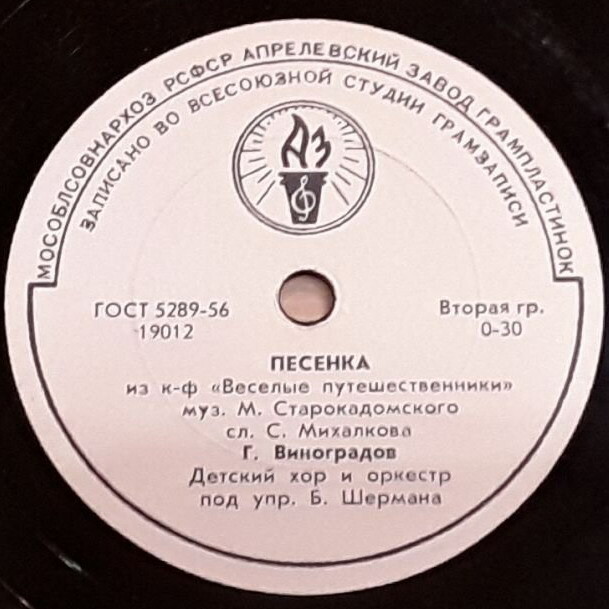 МОСОБЛСОВНАРХОЗ РСФСР АПРЕЛЕВСКИЙ ЗАВОД ГРАМПЛАСТИНОК
ЗАПИСАНО ВО ВСЕСОЮЗНОЙ СТУДИИ ГРАМЗАПИСИ
АЗ
ГОСТ 5289-56
19012
Вторая гр.
0-30
ПЕСЕНКА
из к-ф «Веселые путешественники»
муз. М. Старокадомского
сл. С. Михалкова
Г. Виноградов
Детский хор и оркестр
под упр. Б. Шермана